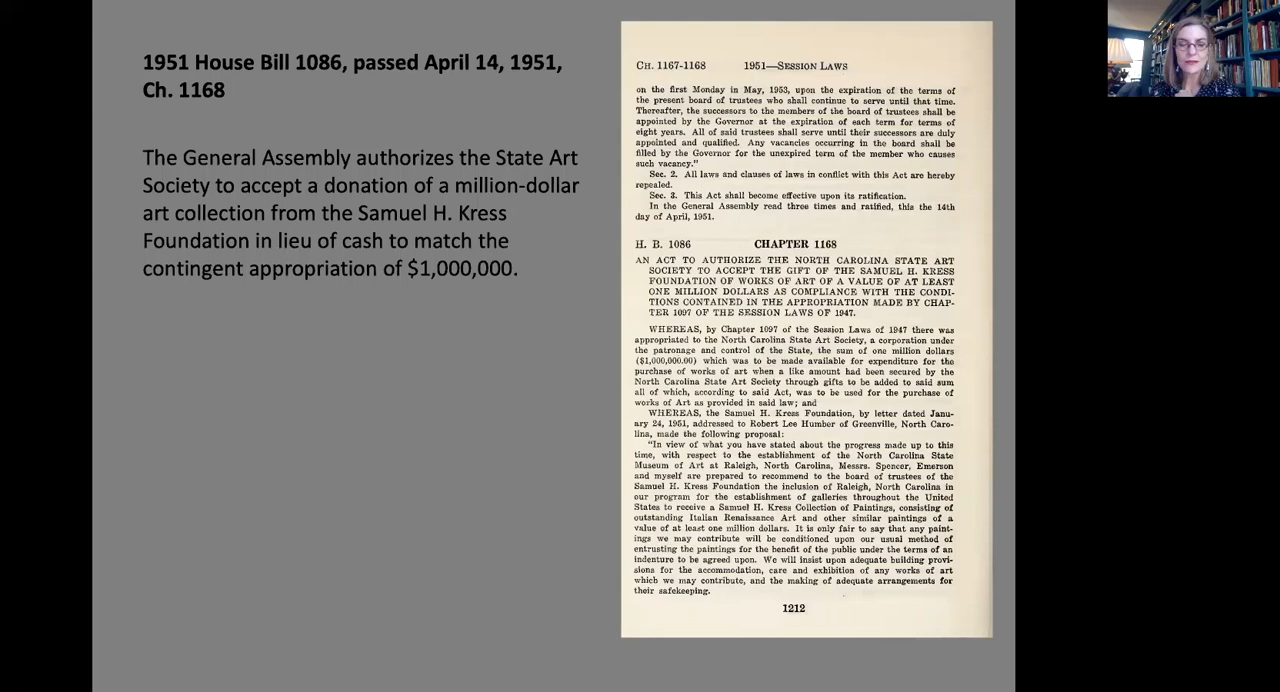 1951 House Bill 1086, passed April 14, 1951,
Ch. 1168
The General Assembly authorizes the State Art
Society to accept a donation of a million-dollar
art collection from the Samuel H. Kress
Foundation in lieu of cash to match the
contingent appropriation of $1,000,000.
CH. 1167-1168 1951—SESSION LAWS
on the first Monday in May, 1953, upon the expiration of the terms of
the present board of trustees who shall continue to serve until that time.
Thereafter, the successors to the members of the board of trustees shall be
appointed by the Governor at the expiration of each term for terms of
eight years. All of said trustees shall serve until their successors are duly
appointed and qualified. Any vacancies occurring in the board shall be
filled by the Governor for the unexpired term of the member who causes
such vacancy."
Sec. 2. All laws and clauses of laws in conflict with this Act are hereby
repealed.
Sec. 3. This Act shall become effective upon its ratification.
In the General Assembly read three times and ratified, this the 14th
day of April, 1951.
H. B. 1086 CHAPTER 1168
AN ACT TO AUTHORIZE THE NORTH CAROLINA STATE ART
SOCIETY TO ACCEPT THE GIFT OF THE SAMUEL H. KRESS
FOUNDATION OF WORKS OF ART OF A VALUE OF AT LEAST
ONE MILLION DOLLARS AS COMPLIANCE WITH THE CONDI-
TIONS CONTAINED IN THE APPROPRIATION MADE BY CHAP-
TER 1097 OF THE SESSION LAWS OF 1947.
WHEREAS, by Chapter 1097 of the Session Laws of 1947 there was
appropriated to the North Carolina State Art Society, a corporation under
the patronage and control of the State, the sum of one million dollars
($1,000,000.00) which was to be made available for expenditure for the
purchase of works of art when a like amount had been secured by the
North Carolina State Art Society through gifts to be added to said sum
all of which, according to said Act, was to be used for the purchase of
works of Art as provided in said law; and
WHEREAS, the Samuel H. Kress Foundation, by letter dated Janu-
ary 24, 1951, addressed to Robert Lee Humber of Greenville, North Caro-
lina, made the following proposal:
"In view of what you have stated about the progress made up to this
time, with respect to the establishment of the North Carolina State
Museum of Art at Raleigh, North Carolina, Messrs. Spencer, Emerson
and myself are prepared to recommend to the board of trustees of the
Samuel H. Kress Foundation the inclusion of Raleigh, North Carolina in
our program for the establishment of galleries throughout the United
States to receive a Samuel H. Kress Collection of Paintings, consisting of
outstanding Italian Renaissance Art and other similar paintings of a
value of at least one million dollars. It is only fair to say that any paint-
ings we may contribute will be conditioned upon our usual method of
entrusting the paintings for the benefit of the public under the terms of an
indenture to be agreed upon. We will insist upon adequate building provi-
sions for the accommodation, care and exhibition of any works of art
which we may contribute, and the making of adequate arrangements for
their safekeeping.
1212